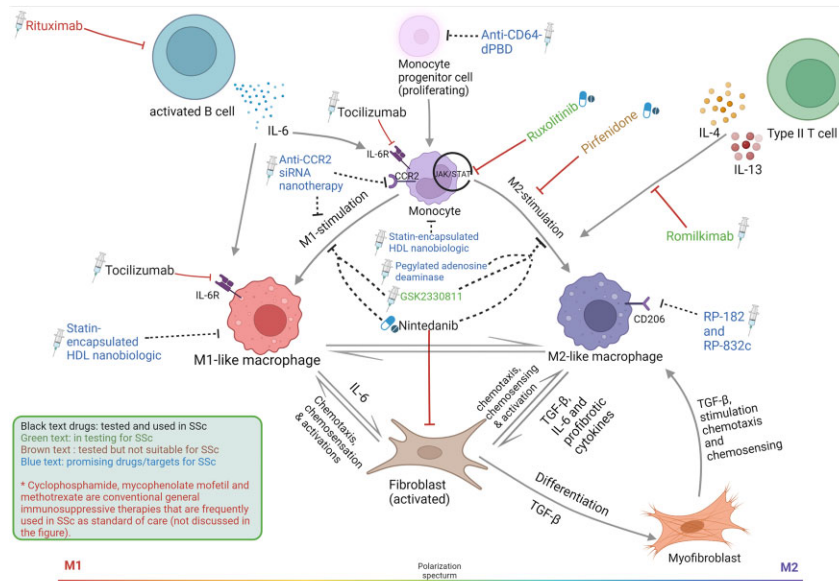 Rituximab
activated B cell
IL-6
Anti-CD64-
dPBD
Monocyte
progenitor cell
(proliferating)
Tocilizumab
IL-6R
CCR2
JAK/STAT
Monocyte
Ruxolitinib
Pirfenidone
IL-4
Type II T cell
IL-13
Romilkimab
Anti-CCR2
siRNA
nanotherapy
M1-stimulation
M2-stimulation
Statin-encapsulated
HDL nanobiologic
Pegylated adenosine
deaminase
GSK2330811
Nintedanib
Tocilizumab
IL-6R
Statin-
encapsulated
HDL nanobiologic
M1-like macrophage
CD206
M2-like macrophage
RP-182
and
RP-832c
IL-6
Chemotaxis,
chemosensation
& activations
chemotaxis,
chemosensing
& activation
TGF-β,
IL-6 and
profibrotic
cytokines
TGF-β,
stimulation
chemotaxis
and
chemosensing
Fibroblast
(activated)
Differentiation
TGF-β
Myofibroblast
Black text drugs: tested and used in SSc
Green text: in testing for SSc
Brown text : tested but not suitable for SSc
Blue text: promising drugs/targets for SSc
* Cyclophosphamide, mycophenolate mofetil and
methotrexate are conventional general
immunosuppressive therapies that are frequently
used in SSc as standard of care (not discussed in
the figure).
M1
Polarization
specturm
M2